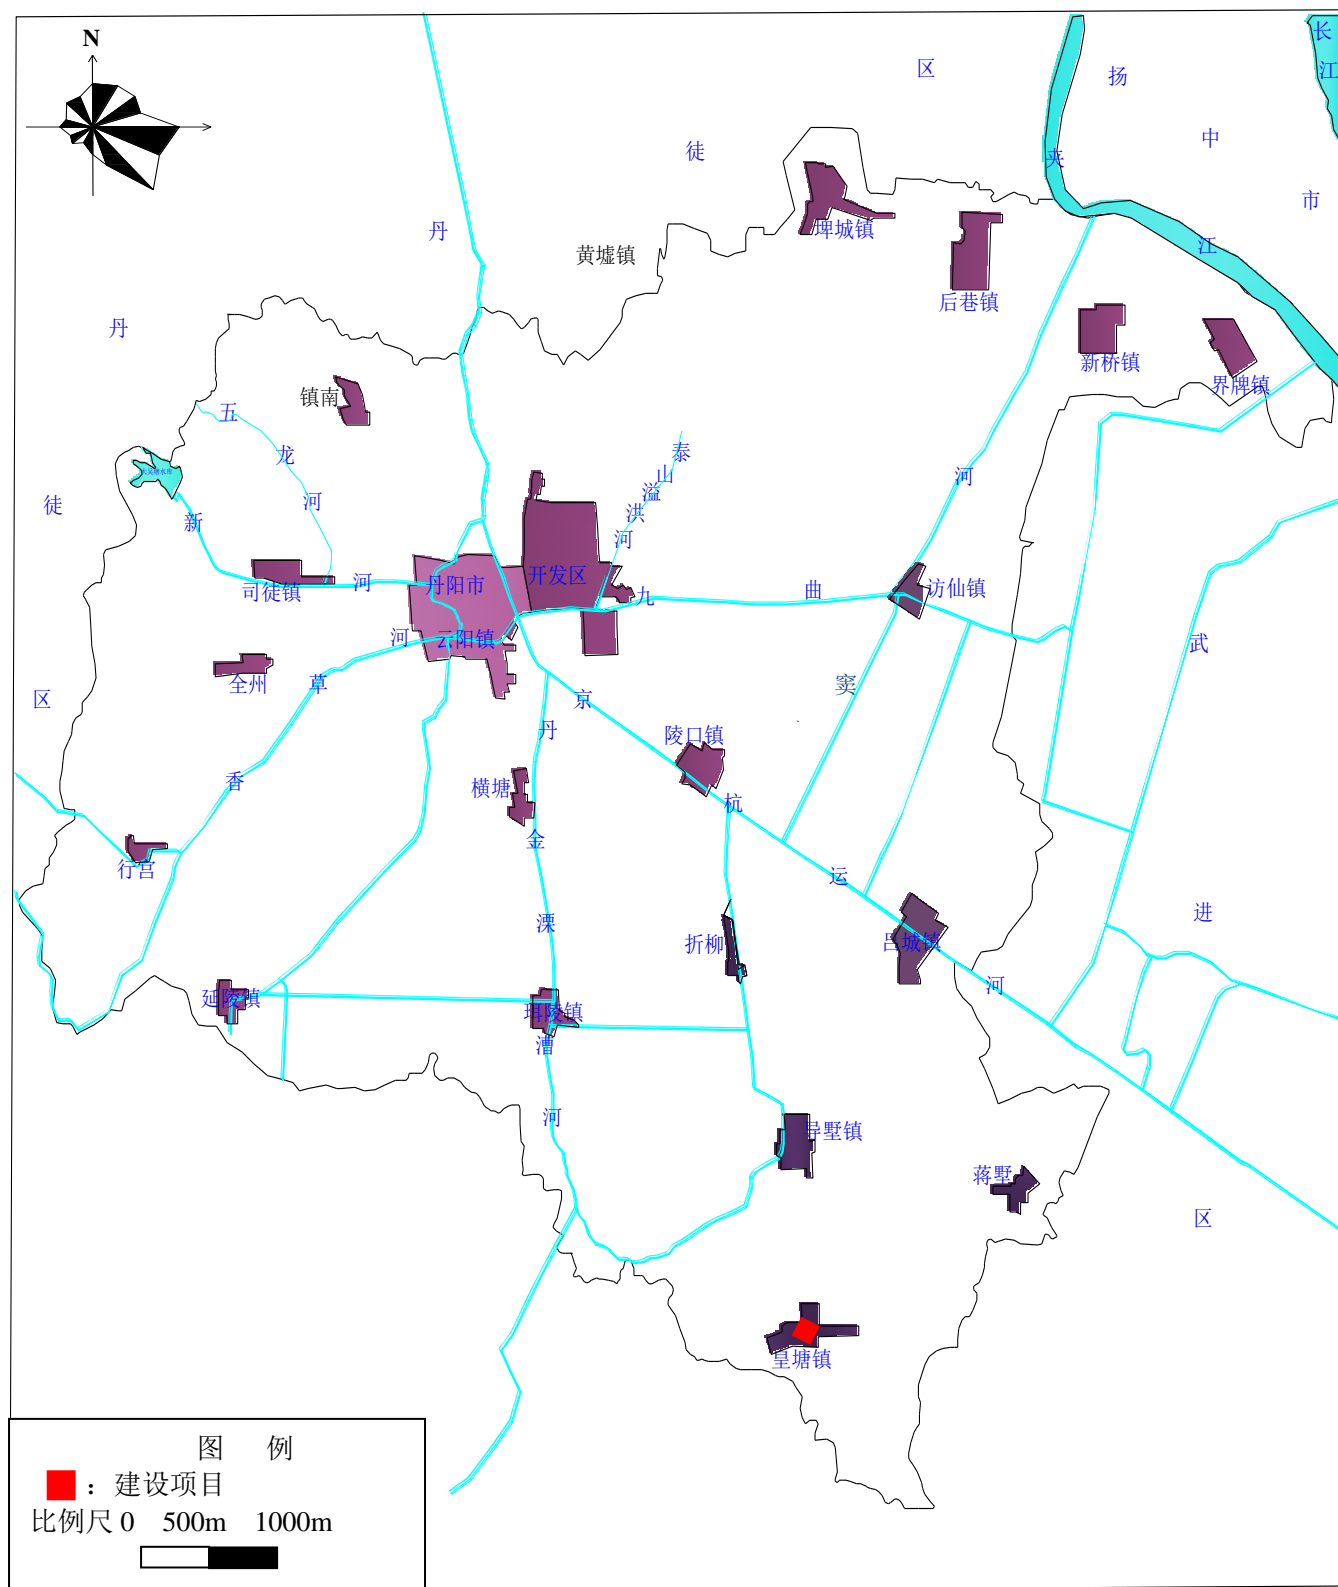 N
长
江
区
扬
中
市
徒
夹
江
丹
埤城镇
黄墟镇
后巷镇
丹
新桥镇
界牌镇
镇南
五
龙
河
泰
山
溢
洪
河
河
徒
新
河
司徒镇
丹阳市
开发区
九
曲
访仙镇
河
云阳镇
武
全州
草
区
窦
京
丹
陵口镇
香
横塘
杭
金
行宫
运
溧
折柳
吕城镇
进
河
延陵镇
珥陵镇
漕
河
导墅镇
蒋墅
区
皇塘镇
图 例
：建设项目
比例尺 0 500m 1000m